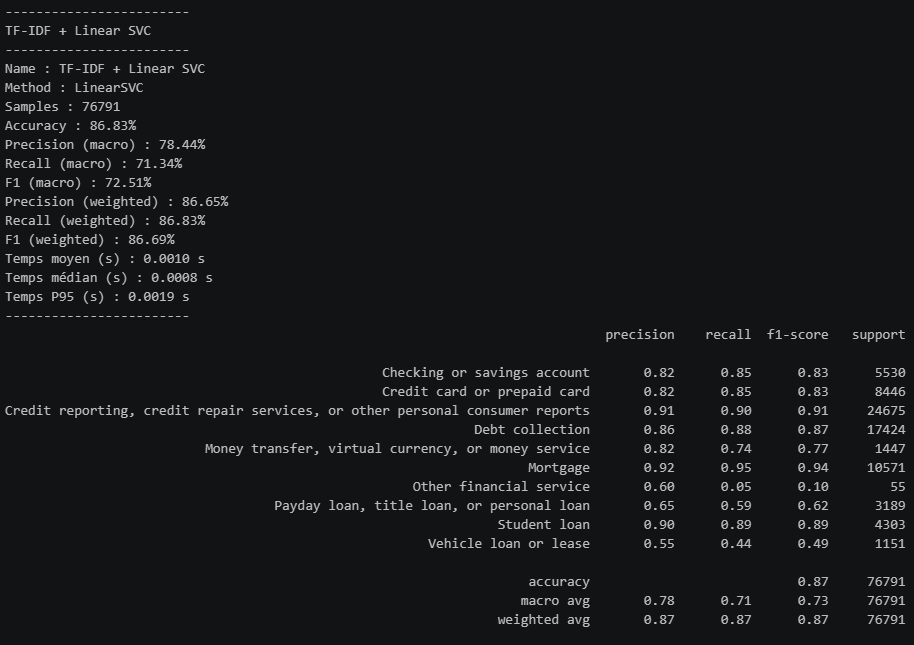 ------------------------
TF-IDF + Linear SVC
------------------------
Name : TF-IDF + Linear SVC
Method : LinearSVC
Samples : 76791
Accuracy : 86.83%
Precision (macro) : 78.44%
Recall (macro) : 71.34%
F1 (macro) : 72.51%
Precision (weighted) : 86.65%
Recall (weighted) : 86.83%
F1 (weighted) : 86.69%
Temps moyen (s) : 0.0010 s
Temps médian (s) : 0.0008 s
Temps P95 (s) : 0.0019 s
------------------------
precision recall f1-score support
Checking or savings account 0.82 0.85 0.83 5530
Credit card or prepaid card 0.82 0.85 0.83 8446
Credit reporting, credit repair services, or other personal consumer reports 0.91 0.90 0.91 24675
Debt collection 0.86 0.88 0.87 17424
Money transfer, virtual currency, or money service 0.82 0.74 0.77 1447
Mortgage 0.92 0.95 0.94 10571
Other financial service 0.60 0.05 0.10 55
Payday loan, title loan, or personal loan 0.65 0.59 0.62 3189
Student loan 0.90 0.89 0.89 4303
Vehicle loan or lease 0.55 0.44 0.49 1151
accuracy 0.87 76791
macro avg 0.78 0.71 0.73 76791
weighted avg 0.87 0.87 0.87 76791